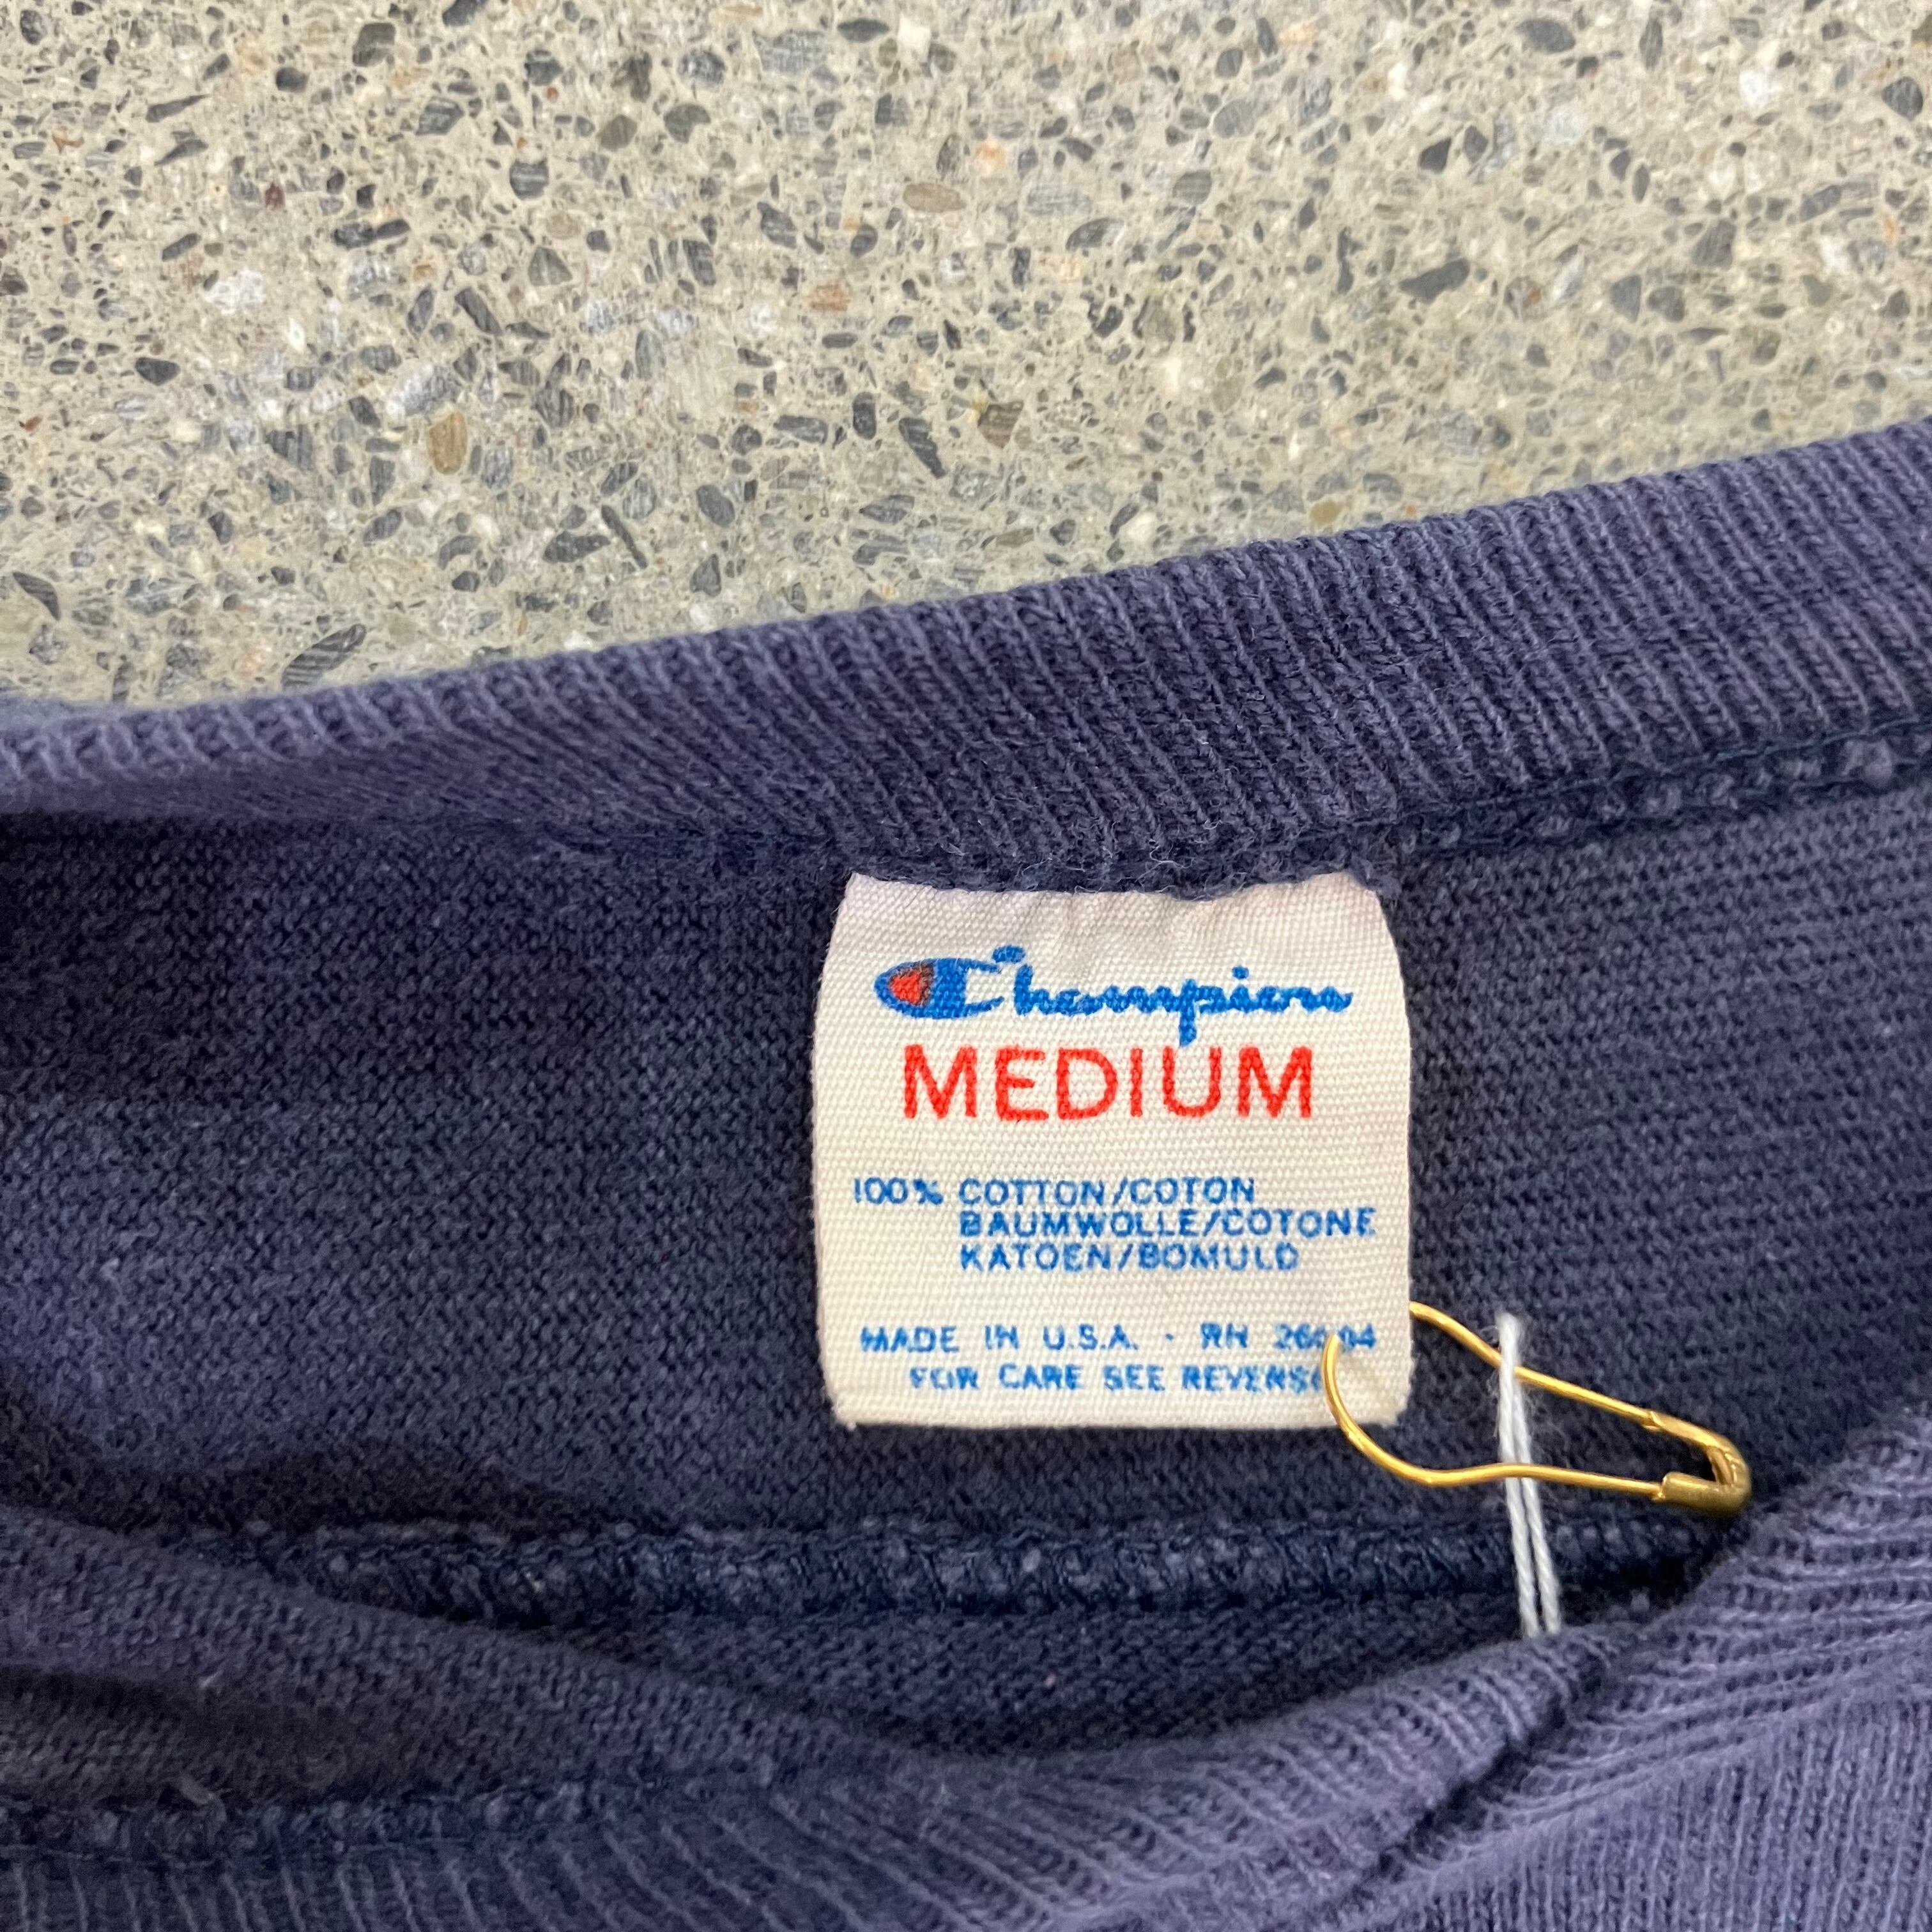 Champion
MEDIUM
100% COTTON/COTON
BAUMWOLLE/COTONE
KATOEN/BOMULD
MADE IN U.S.A. - RN
FOR CARE SEE